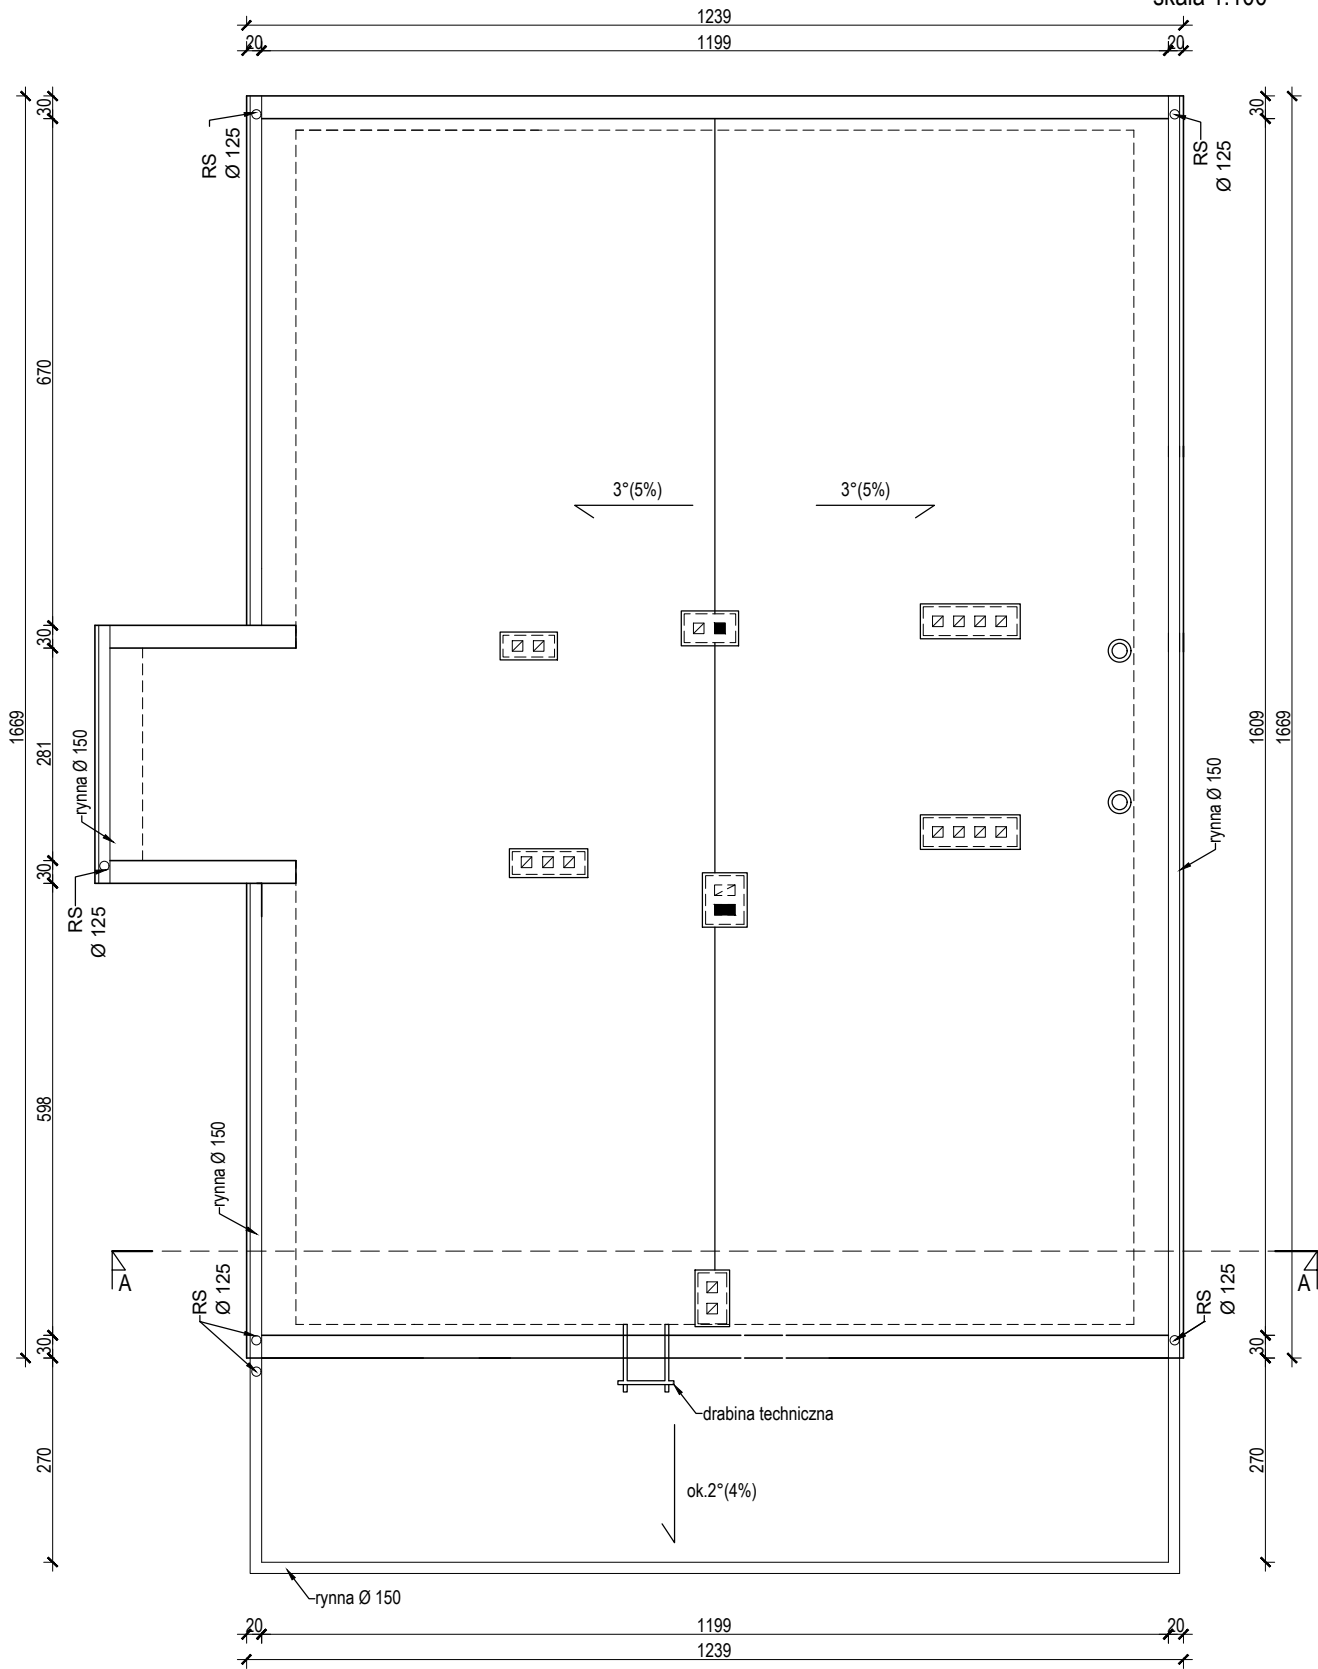 skala 1:100
1239
20
1199
20
30
30
RS
Ø 125
RS
Ø 125
670
3°(5%)
3°(5%)
30
1669
281
rynna Ø 150
1609
1669
rynna Ø 150
30
RS
Ø 125
598
rynna Ø 150
A
A
RS
Ø 125
RS
Ø 125
30
30
drabina techniczna
270
270
ok.2°(4%)
rynna Ø 150
20
1199
20
1239